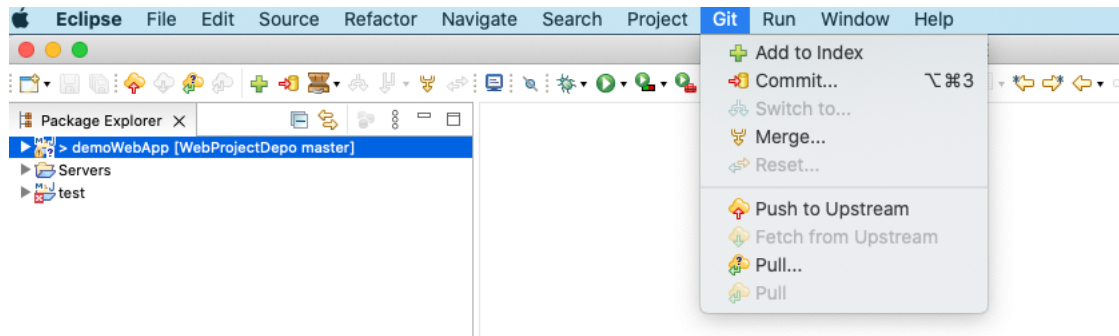 Eclipse File Edit Source Refactor Navigate Search Project Git Run Window Help
Add to Index
Commit... ⌥⌘3
Switch to...
Merge...
Reset...
Push to Upstream
Fetch from Upstream
Pull...
Pull
Package Explorer
> demoWebApp [WebProjectDepo master]
Servers
test